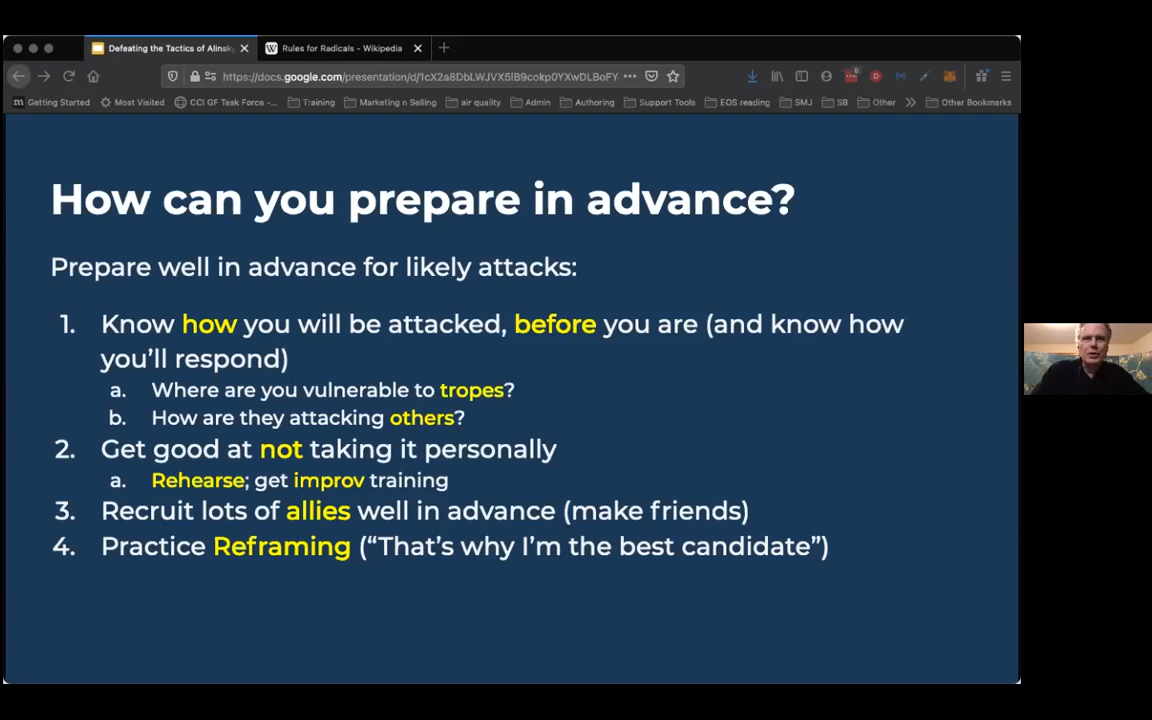 Defeating the Tactics of Alinsky
Rules for Radicals - Wikipedia
https://docs.google.com/presentation/d/1cX2a8DbLWJVX5IB9cokp0YXwDLBoFY
Getting Started Most Visited CCI GF Task Force -... Training Marketing n Selling air quality Admin Authoring Support Tools EOS reading SMJ SB Other Other Bookmarks
How can you prepare in advance?
Prepare well in advance for likely attacks:
1. Know how you will be attacked, before you are (and know how
you'll respond)
a. Where are you vulnerable to tropes?
b. How are they attacking others?
2. Get good at not taking it personally
a. Rehearse; get improv training
3. Recruit lots of allies well in advance (make friends)
4. Practice Reframing (“That's why I'm the best candidate”)